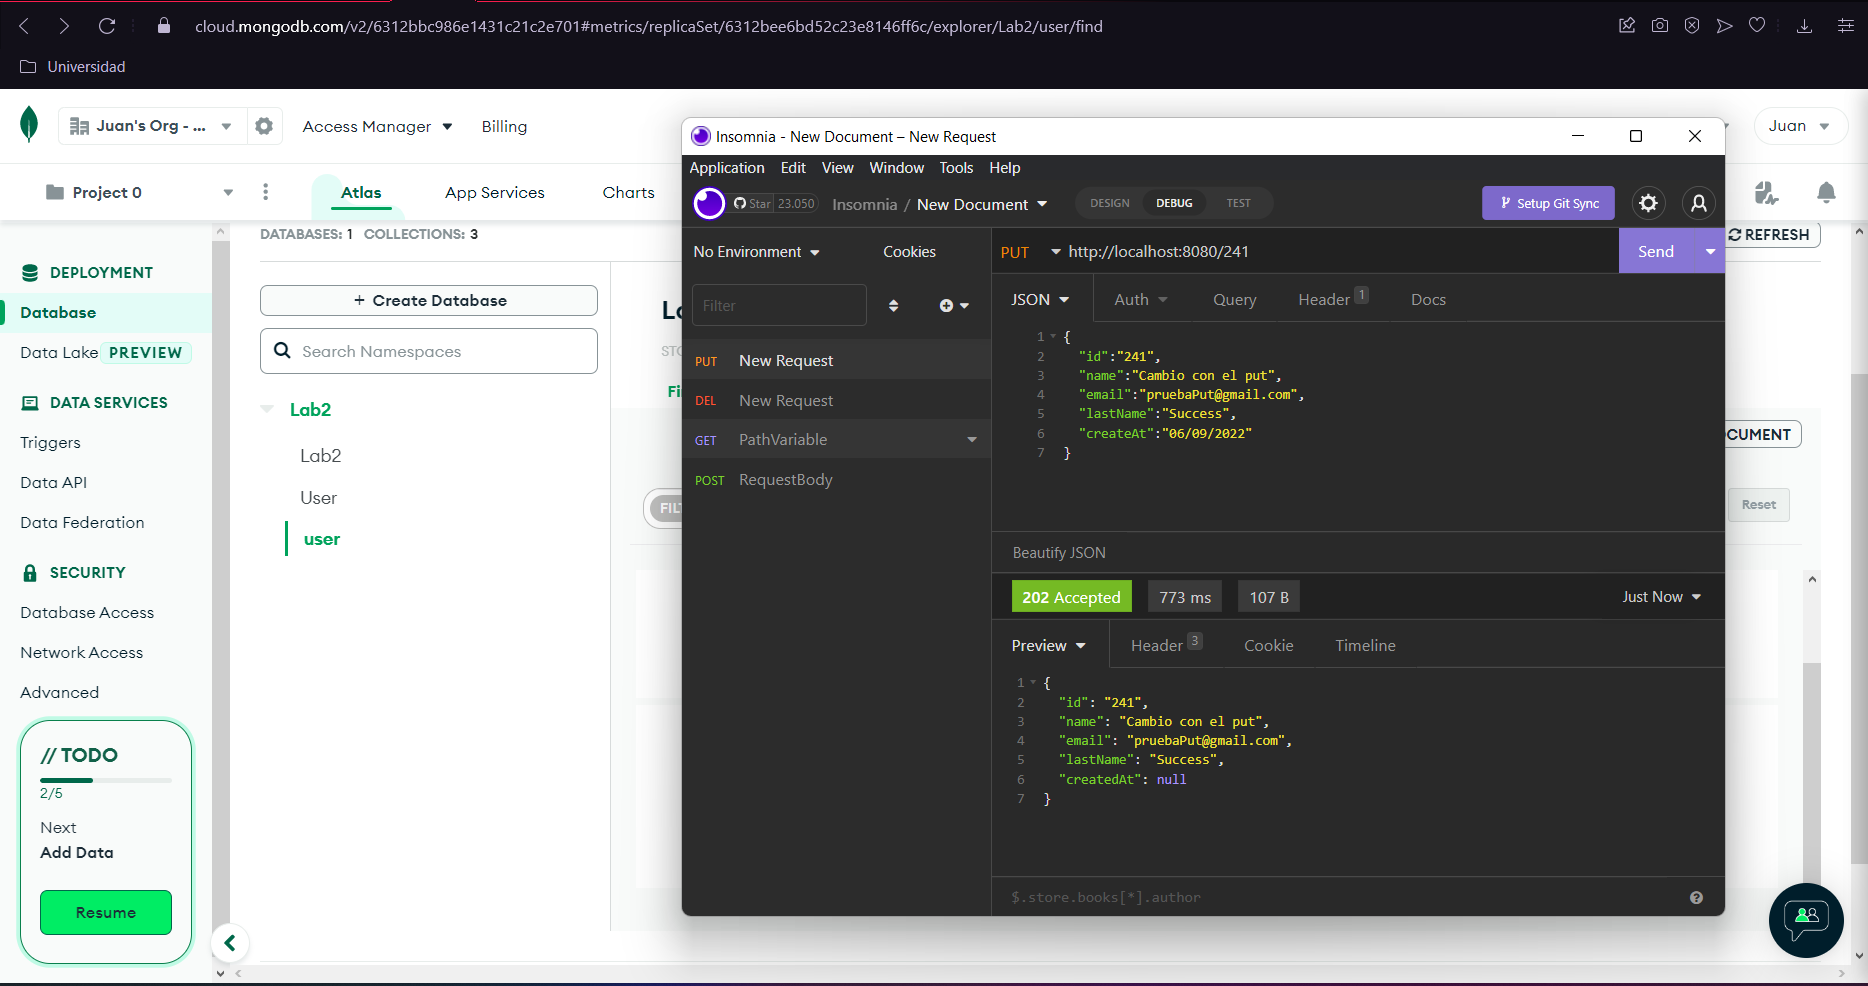 cloud.mongodb.com/v2/6312bbc986e1431c21c2e701#metrics/replicaSet/6312bee6bd52c23e8146ff6c/explorer/Lab2/user/find
Universidad
Juan's Org - ...
Access Manager
Billing
Juan
Project 0
Atlas
App Services
Charts
DATABASES: 1 COLLECTIONS: 3
REFRESH
DEPLOYMENT
Database
Data Lake PREVIEW
DATA SERVICES
Triggers
Data API
Data Federation
SECURITY
Database Access
Network Access
Advanced
// TODO
2/5
Next
Add Data
Resume
+ Create Database
Search Namespaces
Lab2
Lab2
User
user
Reset
Insomnia - New Document – New Request
Application Edit View Window Tools Help
Star 23.050
Insomnia / New Document
DESIGN DEBUG TEST
Setup Git Sync
No Environment
Cookies
Filter
PUT New Request
DEL New Request
GET PathVariable
POST RequestBody
PUT http://localhost:8080/241
Send
JSON Auth Query Header 1 Docs
1 {
2 "id":"241",
3 "name":"Cambio con el put",
4 "email":"pruebaPut@gmail.com",
5 "lastName":"Success",
6 "createAt":"06/09/2022"
7 }
Beautify JSON
202 Accepted 773 ms 107 B Just Now
Preview Header 3 Cookie Timeline
1 {
2 "id": "241",
3 "name": "Cambio con el put",
4 "email": "pruebaPut@gmail.com",
5 "lastName": "Success",
6 "createdAt": null
7 }
$.store.books[*].author